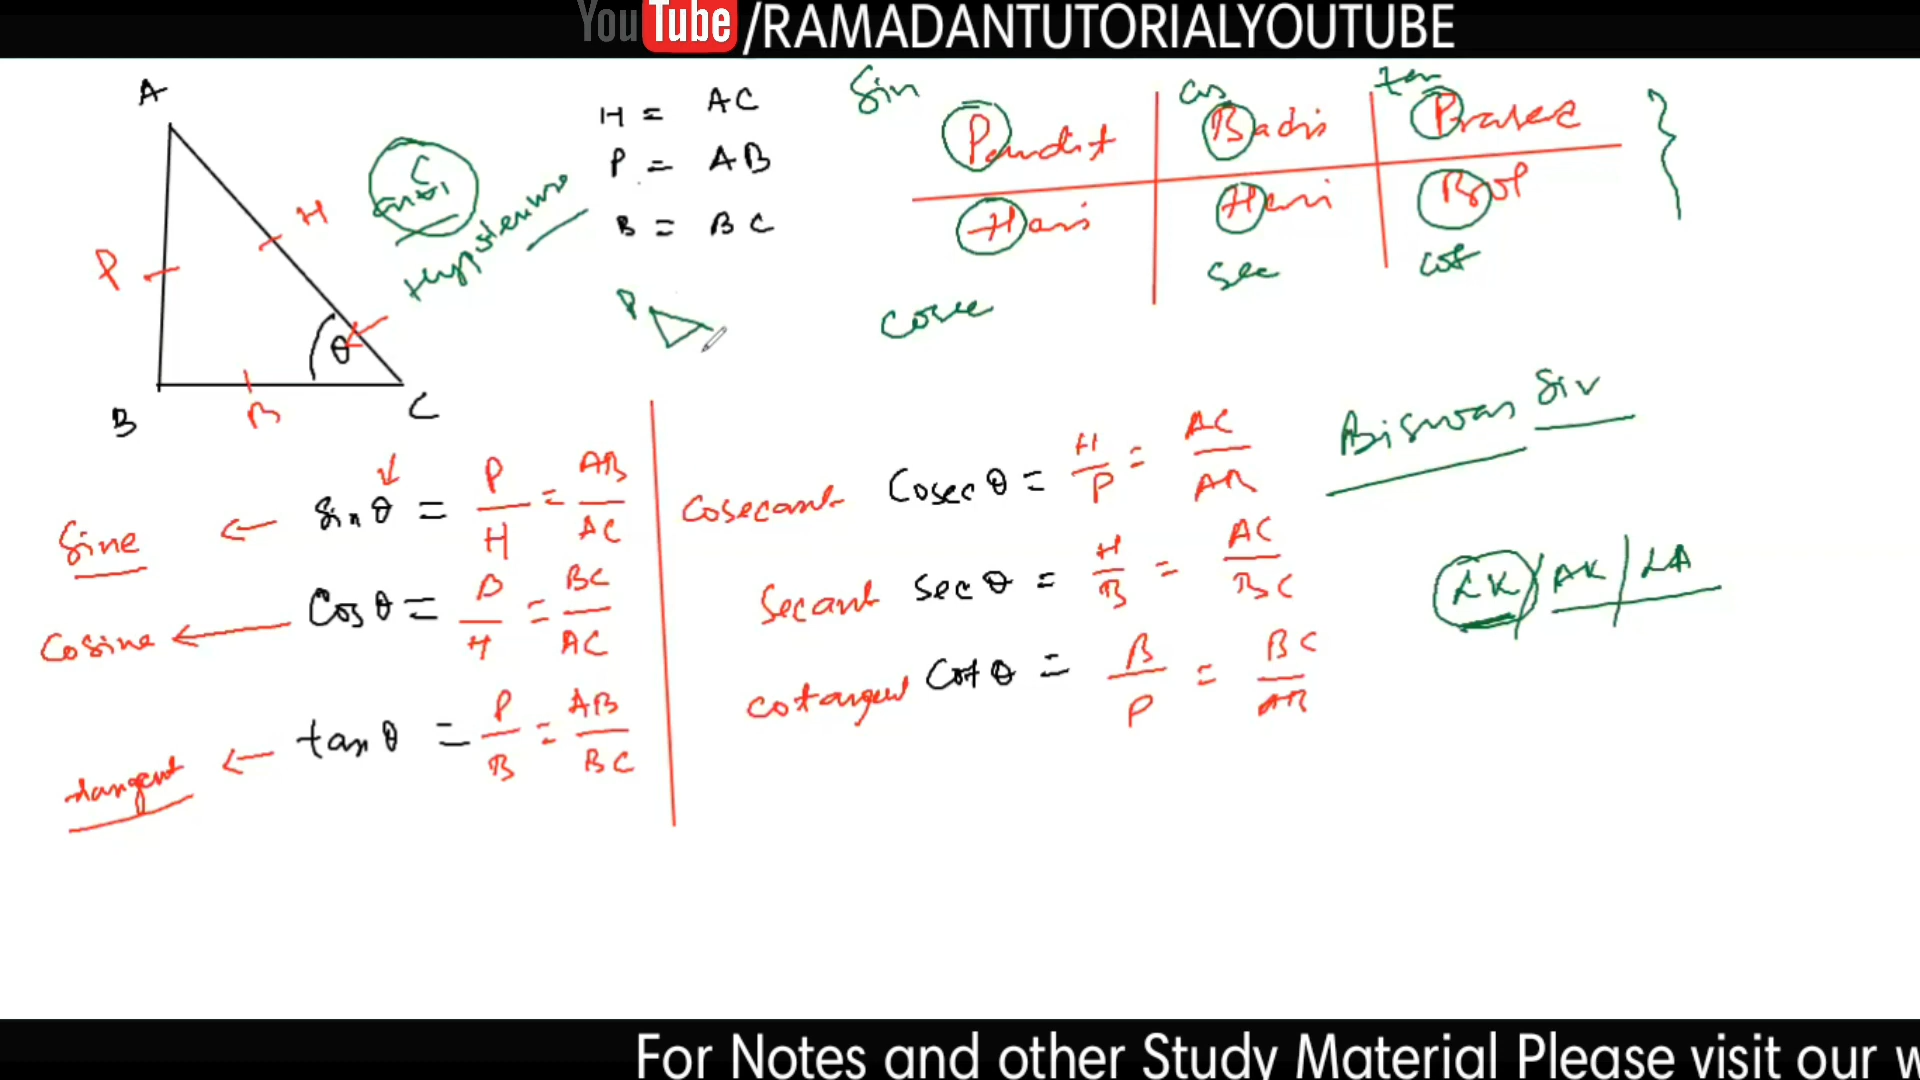 YouTube/RAMADANTUTORIALYOUTUBE
A
H = AC
P = AB
B = BC
P
H
θ
B
B
C
Hypotenuse
P
Sin
cos
tan
Pandit | Badri |
Hari | Hari | Bol
cosec
sec
cot
Biswas Siv
LK / AK / LA
Sine ← sin θ = P/H = AB/AC
Cosine ← Cos θ = B/H = BC/AC
tangent ← tan θ = P/B = AB/BC
Cosecant Cosec θ = H/P = AC/AB
Secant sec θ = H/B = AC/BC
cotangent Cot θ = B/P = BC/AB
For Notes and other Study Material Please visit our w